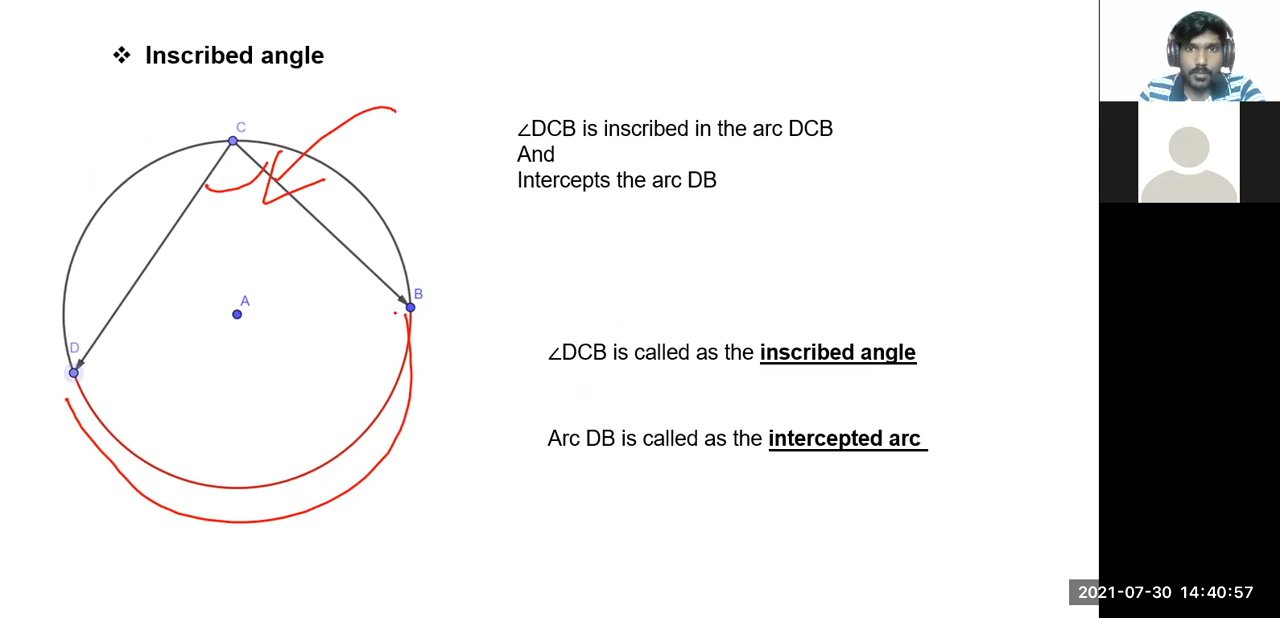 ❖ Inscribed angle
C
∠DCB is inscribed in the arc DCB
And
Intercepts the arc DB
B
A
D
∠DCB is called as the inscribed angle
Arc DB is called as the intercepted arc
2021-07-30 14:40:57